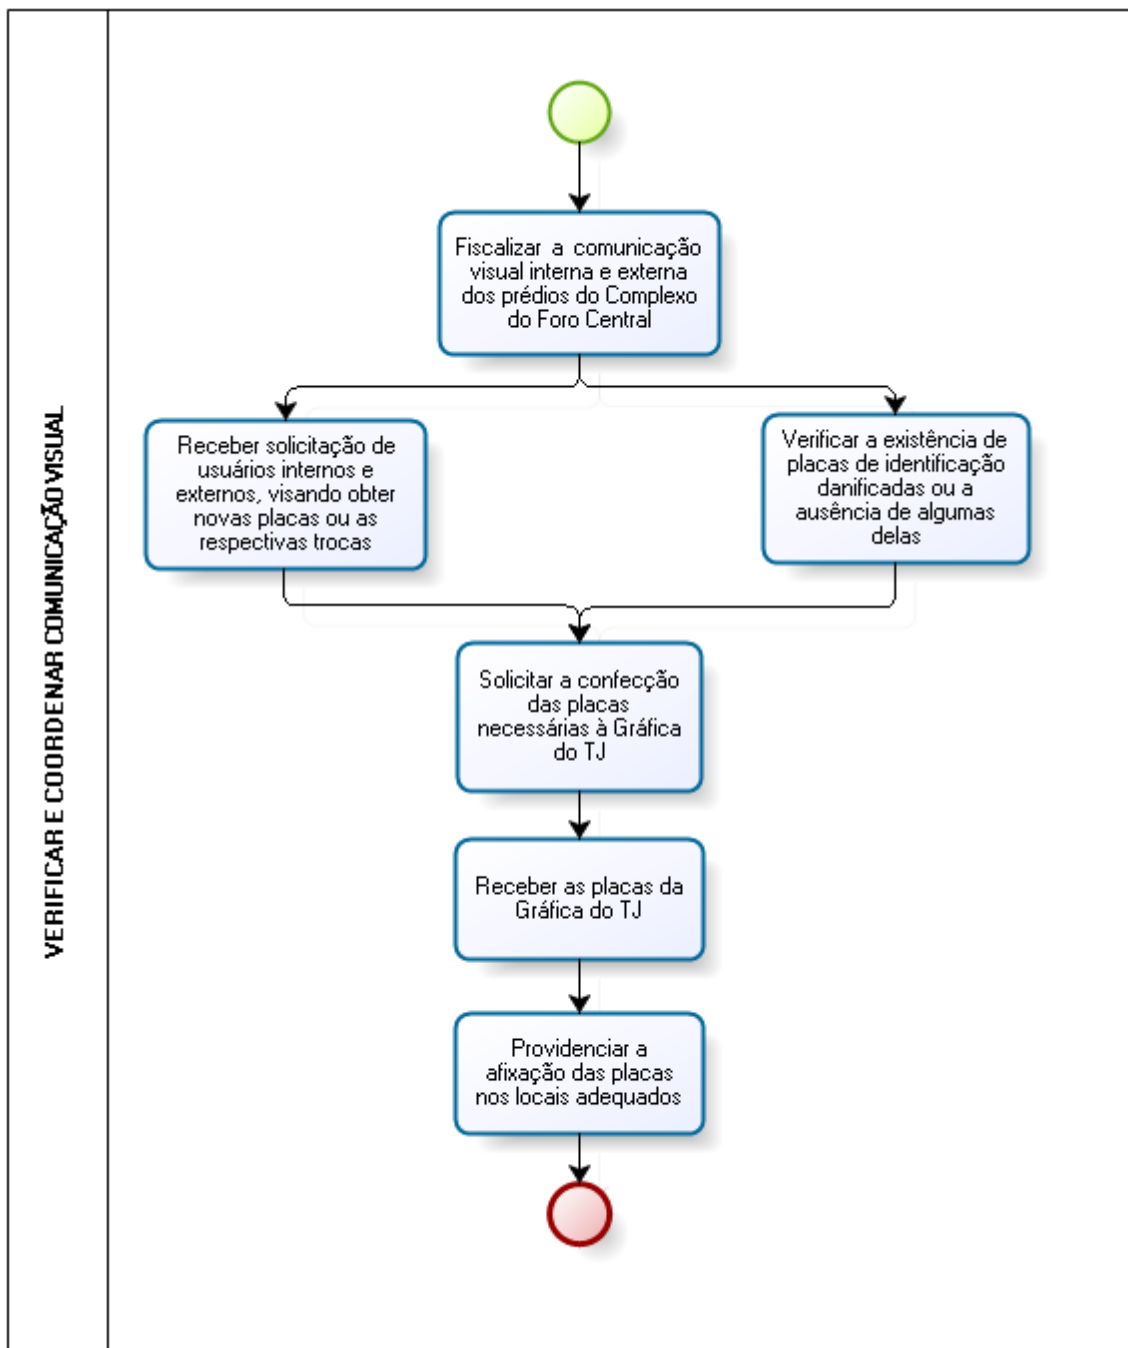 VERIFICAR E COORDENAR COMUNICAÇÃO VISUAL
Fiscalizar a comunicação
visual interna e externa
dos prédios do Complexo
do Foro Central
Receber solicitação de
usuários internos e
externos, visando obter
novas placas ou as
respectivas trocas
Verificar a existência de
placas de identificação
danificadas ou a
ausência de algumas
delas
Solicitar a confecção
das placas
necessárias à Gráfica
do TJ
Receber as placas da
Gráfica do TJ
Providenciar a
afixação das placas
nos locais adequados